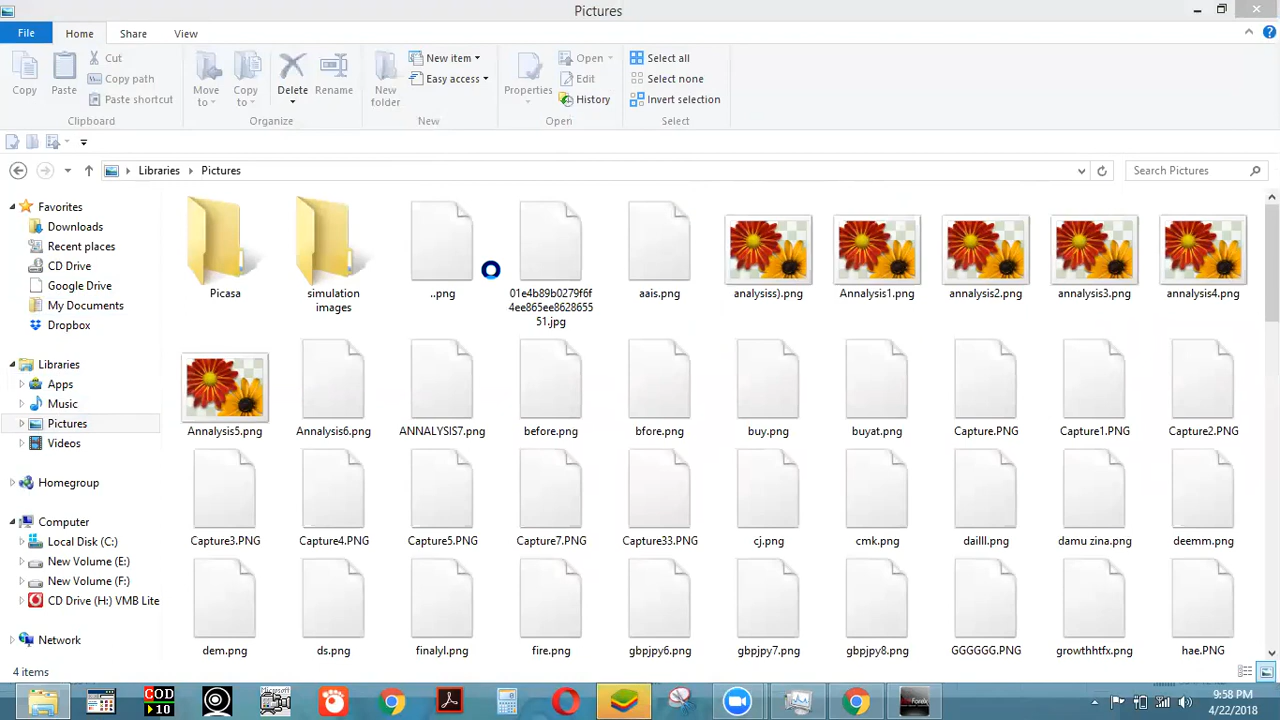 Pictures
File
Home
Share
View
Copy
Paste
Cut
Copy path
Paste shortcut
Clipboard
Move to
Copy to
Delete
Rename
Organize
New folder
New item
Easy access
New
Properties
Open
Edit
History
Open
Select all
Select none
Invert selection
Select
Libraries
Pictures
Search Pictures
Favorites
Downloads
Recent places
CD Drive
Google Drive
My Documents
Dropbox
Libraries
Apps
Music
Pictures
Videos
Homegroup
Computer
Local Disk (C:)
New Volume (E:)
New Volume (F:)
CD Drive (H:) VMB Lite
Network
Picasa
simulation
images
..png
01e4b89b0279f6f
4ee865ee8628655
51.jpg
aais.png
analysiss).png
Annalysis1.png
annalysis2.png
annalysis3.png
annalysis4.png
Annalysis5.png
Annalysis6.png
ANNALYSIS7.png
before.png
bfore.png
buy.png
buyat.png
Capture.PNG
Capture1.PNG
Capture2.PNG
Capture3.PNG
Capture4.PNG
Capture5.PNG
Capture7.PNG
Capture33.PNG
cj.png
cmk.png
dailll.png
damu zina.png
deemm.png
dem.png
ds.png
finalyl.png
fire.png
gbpjpy6.png
gbpjpy7.png
gbpjpy8.png
GGGGGG.PNG
growthhtfx.png
hae.PNG
4 items
COD
10
Forex
9:58 PM
4/22/2018